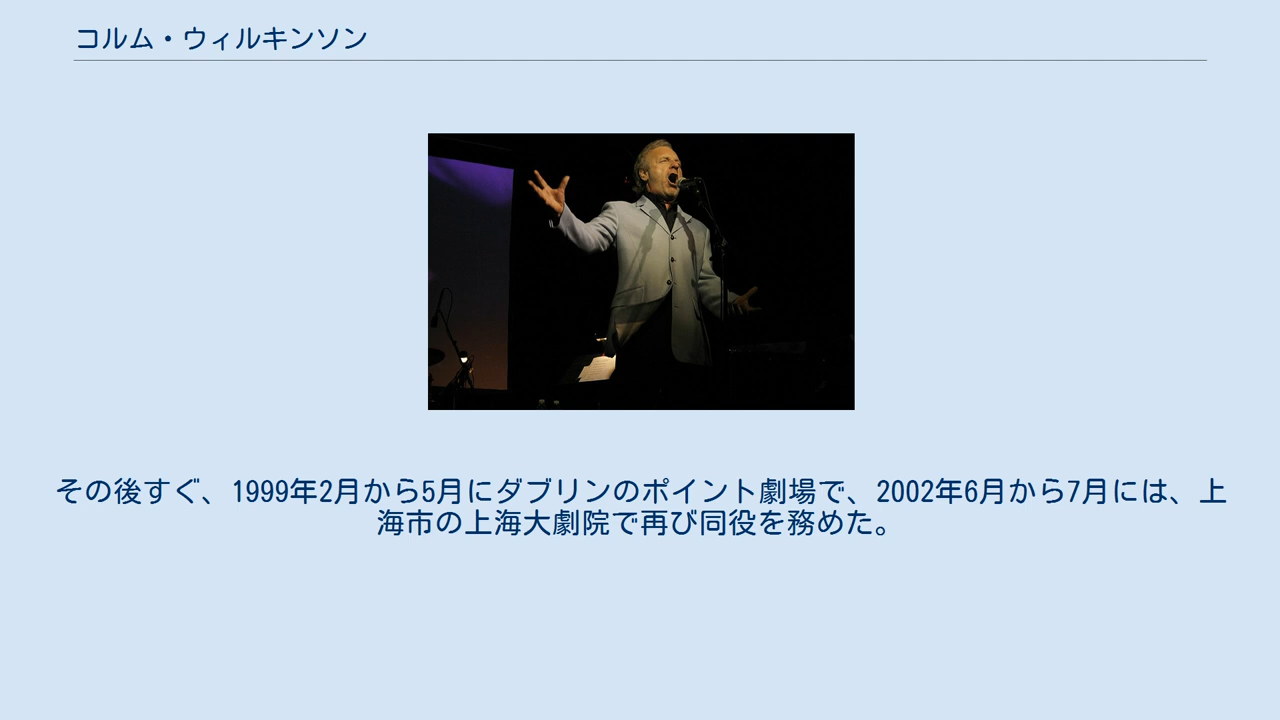 コルム・ウィルキンソン
その後すぐ、1999年2月から5月にダブリンのポイント劇場で、2002年6月から7月には、上
海市の上海大劇院で再び同役を務めた。